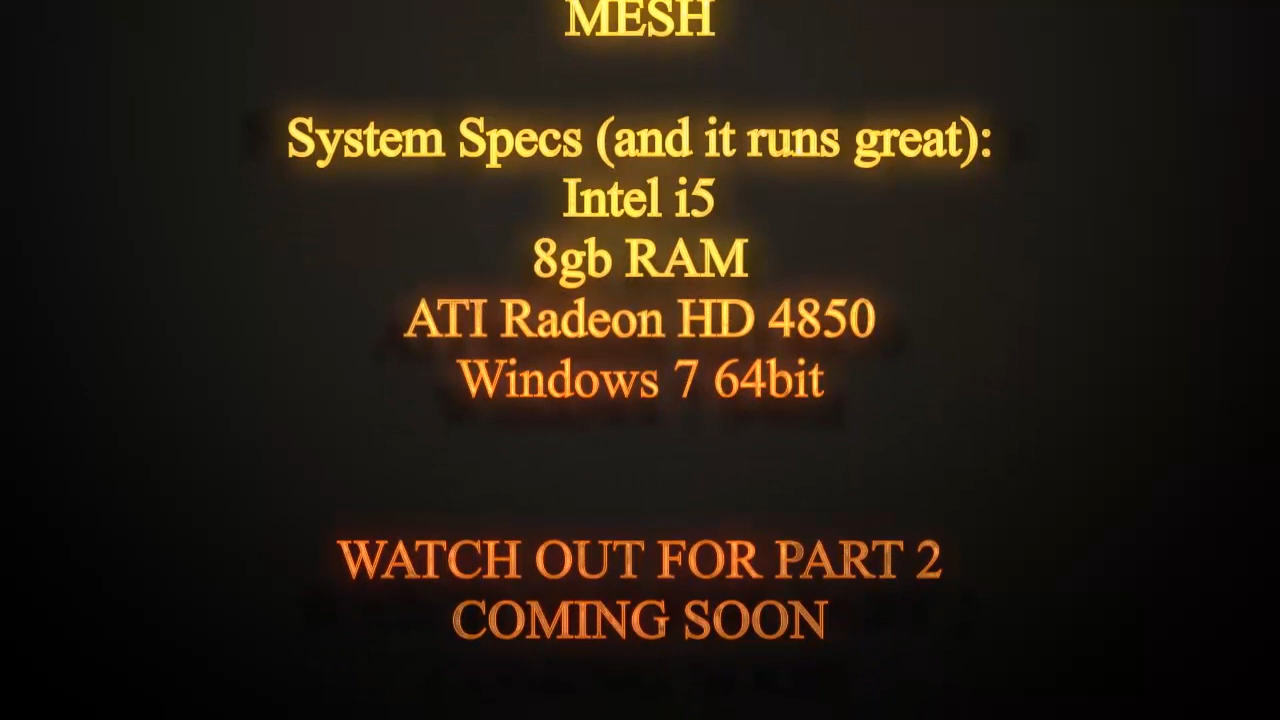 MESH
System Specs (and it runs great):
Intel i5
8gb RAM
ATI Radeon HD 4850
Windows 7 64bit
WATCH OUT FOR PART 2
COMING SOON